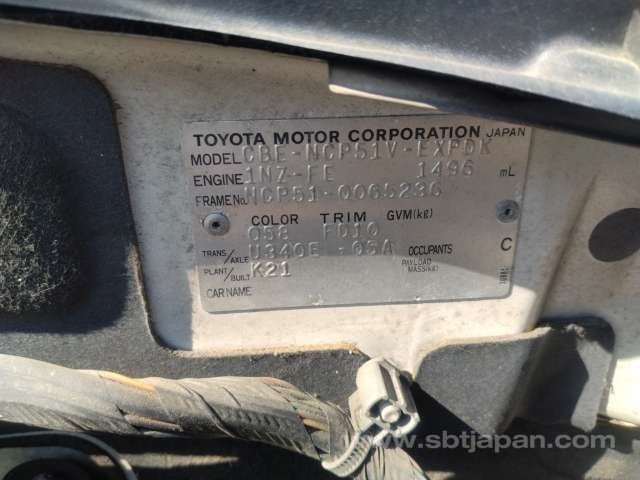 TOYOTA MOTOR CORPORATION JAPAN
MODEL CBE-NCP51V-EXPDK
ENGINE 1NZ-FE 1496 mL
FRAME No. NCP51-0065236
COLOR TRIM GVM(kg)
058 FD10
TRANS/AXLE U340E -05A OCCUPANTS C
PLANT/BUILT K21 PAYLOAD MASS(kg)
CAR NAME
www.sbtjapan.com